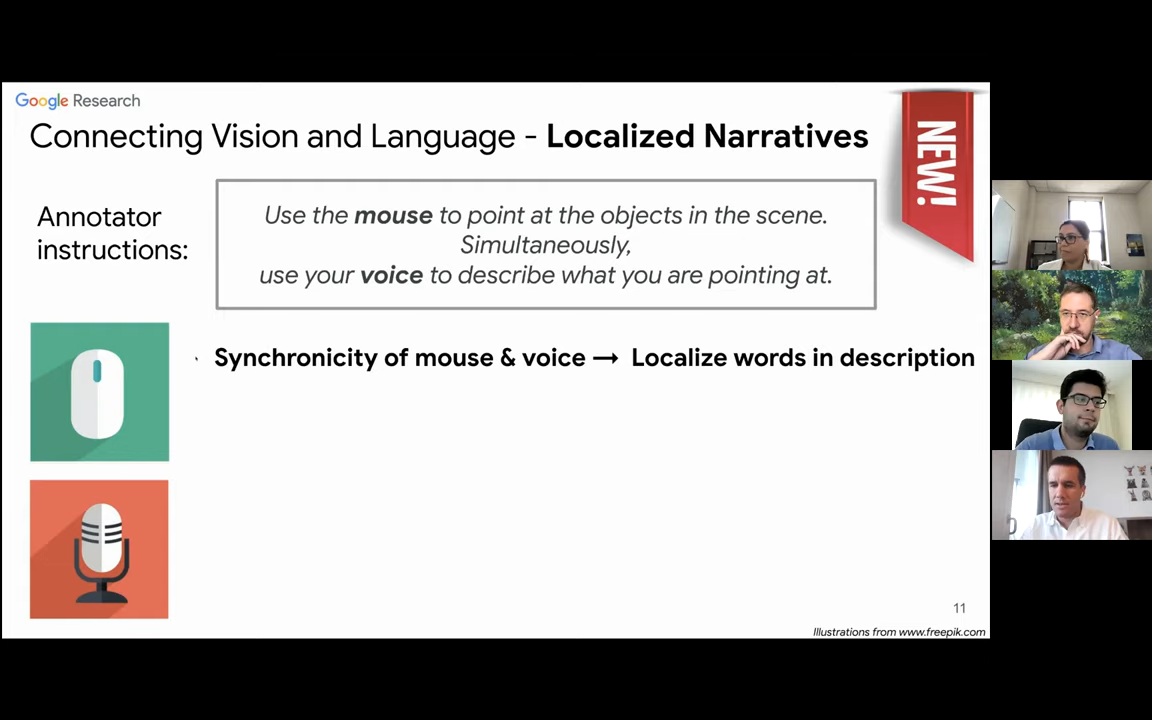 Google Research
Connecting Vision and Language - Localized Narratives
NEW!
Annotator
instructions:
Use the mouse to point at the objects in the scene.
Simultaneously,
use your voice to describe what you are pointing at.
Synchronicity of mouse & voice → Localize words in description
11
Illustrations from www.freepik.com